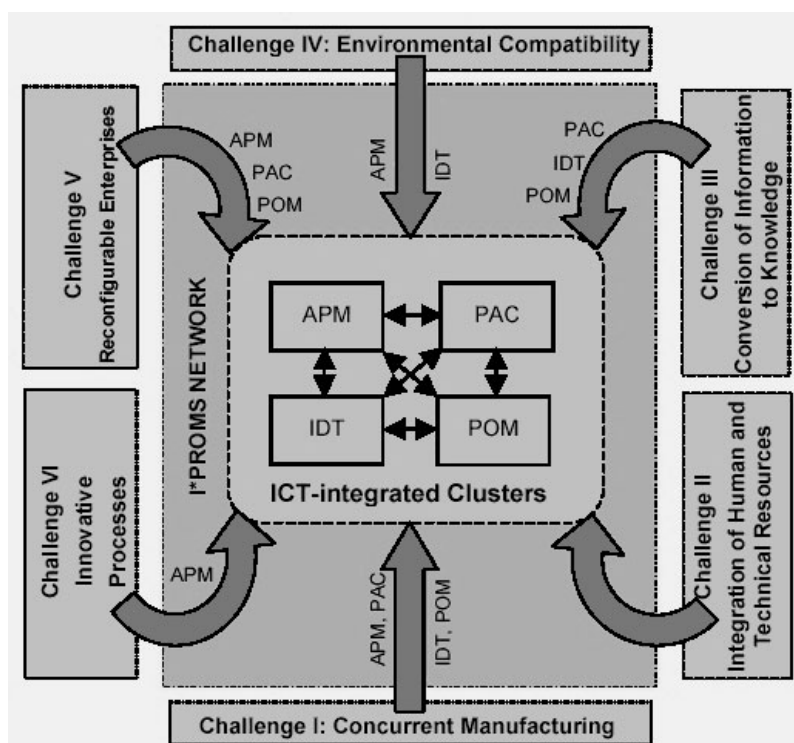 Challenge IV: Environmental Compatibility
Challenge V
Reconfigurable Enterprises
APM
PAC
POM
APM
IDT
PAC
IDT
POM
Challenge III
Conversion of Information
to Knowledge
I*PROMS NETWORK
APM
PAC
IDT
POM
ICT-integrated Clusters
Challenge VI
Innovative
Processes
APM
APM, PAC
IDT, POM
Challenge II
Integration of Human and
Technical Resources
Challenge I: Concurrent Manufacturing